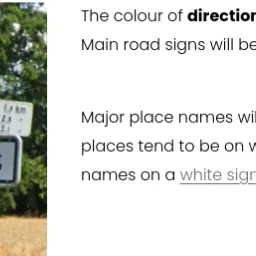 The colour of direction
Main road signs will be
Major place names wil
places tend to be on w
names on a white sign